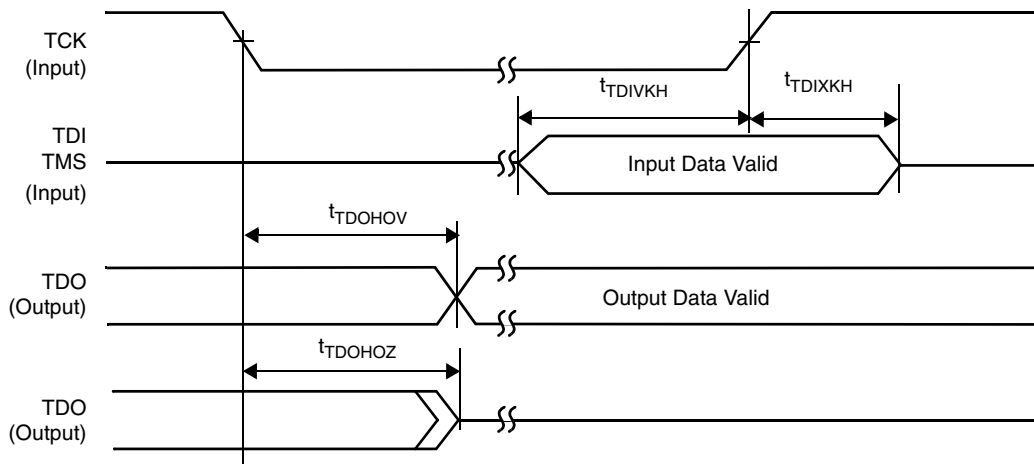 TCK
(Input)
tTDIVKH
tTDIXKH
TDI
TMS
(Input)
Input Data Valid
tTDOHOV
TDO
(Output)
Output Data Valid
tTDOHOZ
TDO
(Output)